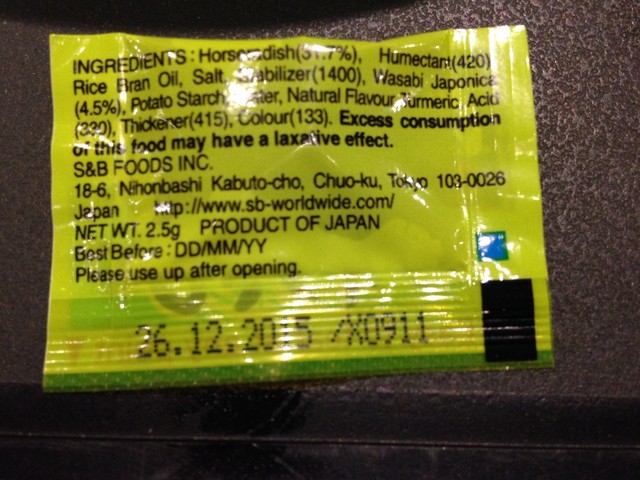 INGREDIENTS : Horseradish(31.7%), Humectant(420)
Rice Bran Oil, Salt, Stabilizer(1400), Wasabi Japonica
(4.5%), Potato Starch, Water, Natural Flavour, Turmeric, Acid
(330), Thickener(415), Colour(133). Excess consumption
of this food may have a laxative effect.
S&B FOODS INC.
18-6, Nihonbashi Kabuto-cho, Chuo-ku, Tokyo 103-0026
Japan http://www.sb-worldwide.com/
NET WT. 2.5g PRODUCT OF JAPAN
Best Before : DD/MM/YY
Please use up after opening.
26.12.2015 /X0911